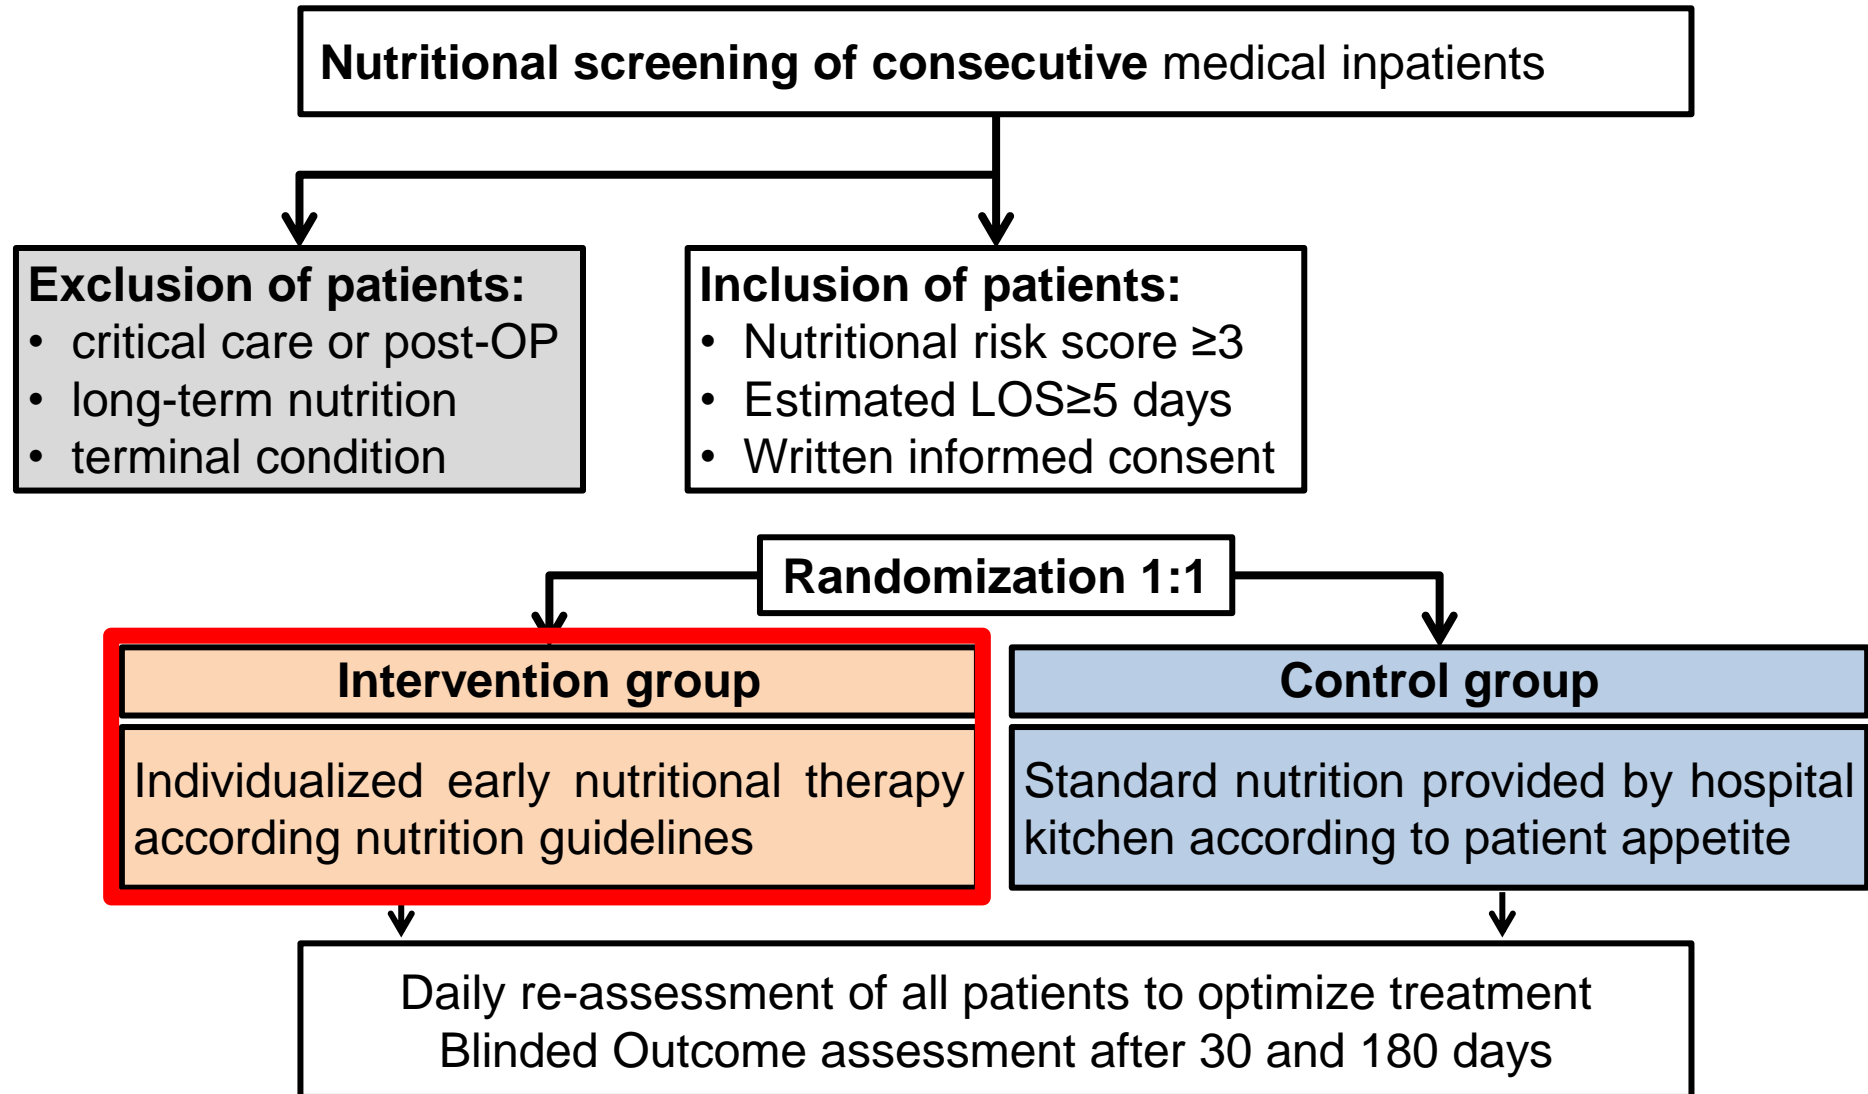 Nutritional screening of consecutive medical inpatients
Exclusion of patients:
• critical care or post-OP
• long-term nutrition
• terminal condition
Inclusion of patients:
• Nutritional risk score ≥3
• Estimated LOS≥5 days
• Written informed consent
Randomization 1:1
Intervention group
Individualized early nutritional therapy
according nutrition guidelines
Control group
Standard nutrition provided by hospital
kitchen according to patient appetite
Daily re-assessment of all patients to optimize treatment
Blinded Outcome assessment after 30 and 180 days